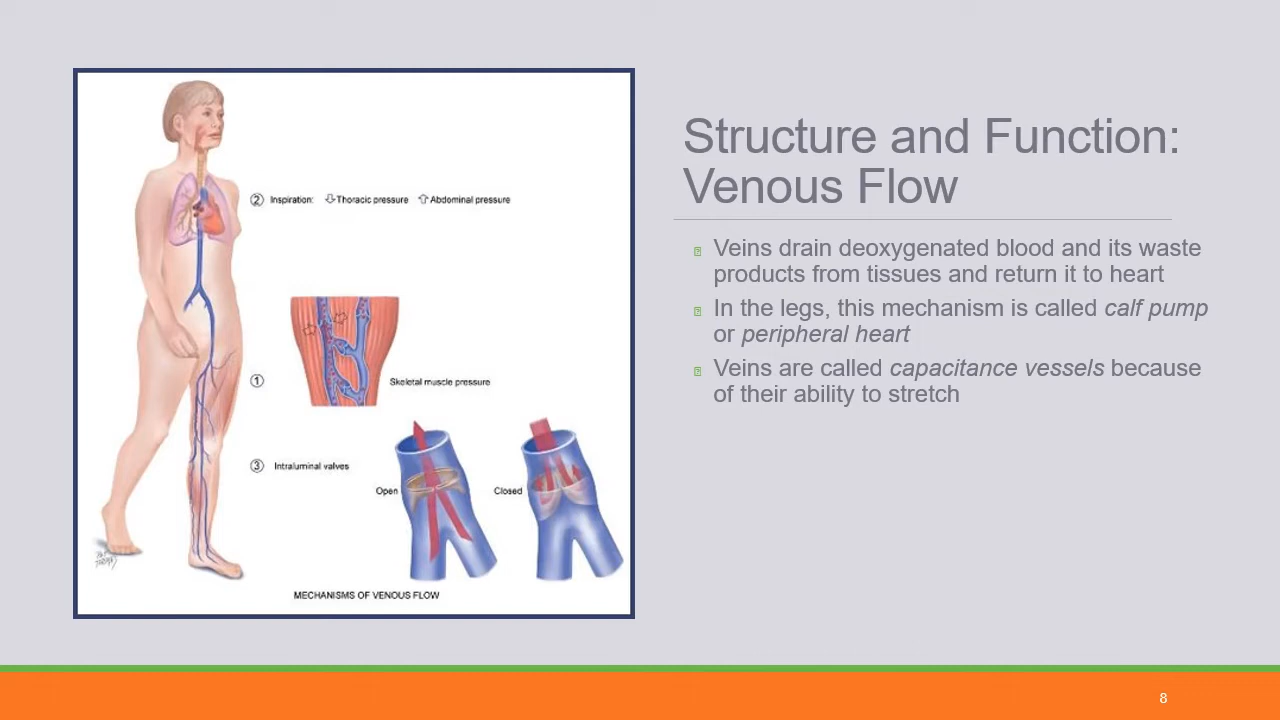 Structure and Function:
Venous Flow
Veins drain deoxygenated blood and its waste
products from tissues and return it to heart
In the legs, this mechanism is called calf pump
or peripheral heart
Veins are called capacitance vessels because
of their ability to stretch
② Inspiration: ⇩Thoracic pressure ⇧Abdominal pressure
①
Skeletal muscle pressure
③ Intraluminal valves
Open
Closed
MECHANISMS OF VENOUS FLOW
8